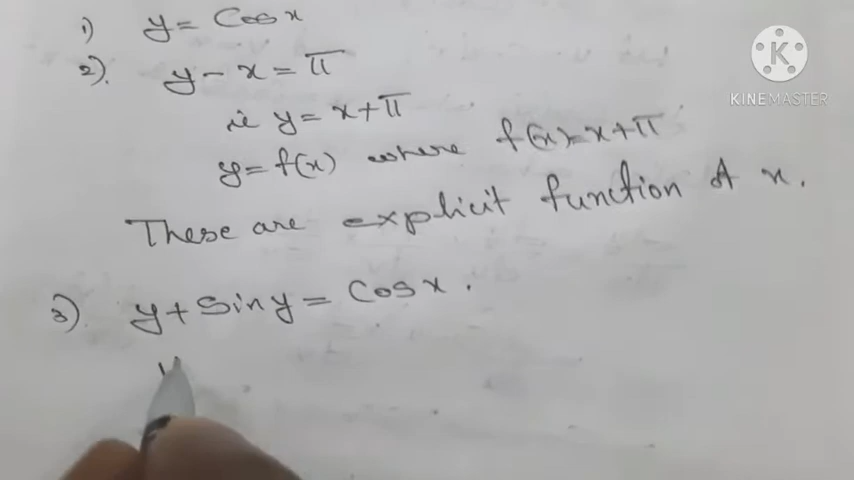 1) y = Cos x
2). y - x = π
ie y = x + π
y = f(x) where f(x) = x + π
These are explicit function of x.
3) y + Sin y = Cos x.
K
KINEMASTER